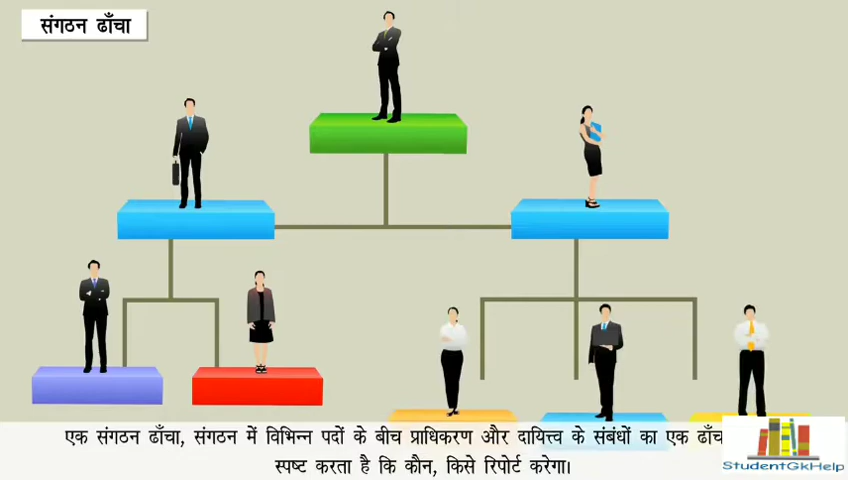 संगठन ढाँचा
एक संगठन ढाँचा, संगठन में विभिन्न पदों के बीच प्राधिकरण और दायित्त्व के संबंधों का एक
स्पष्ट करता है कि कौन, किसे रिपोर्ट करेगा।
StudentGkHelp